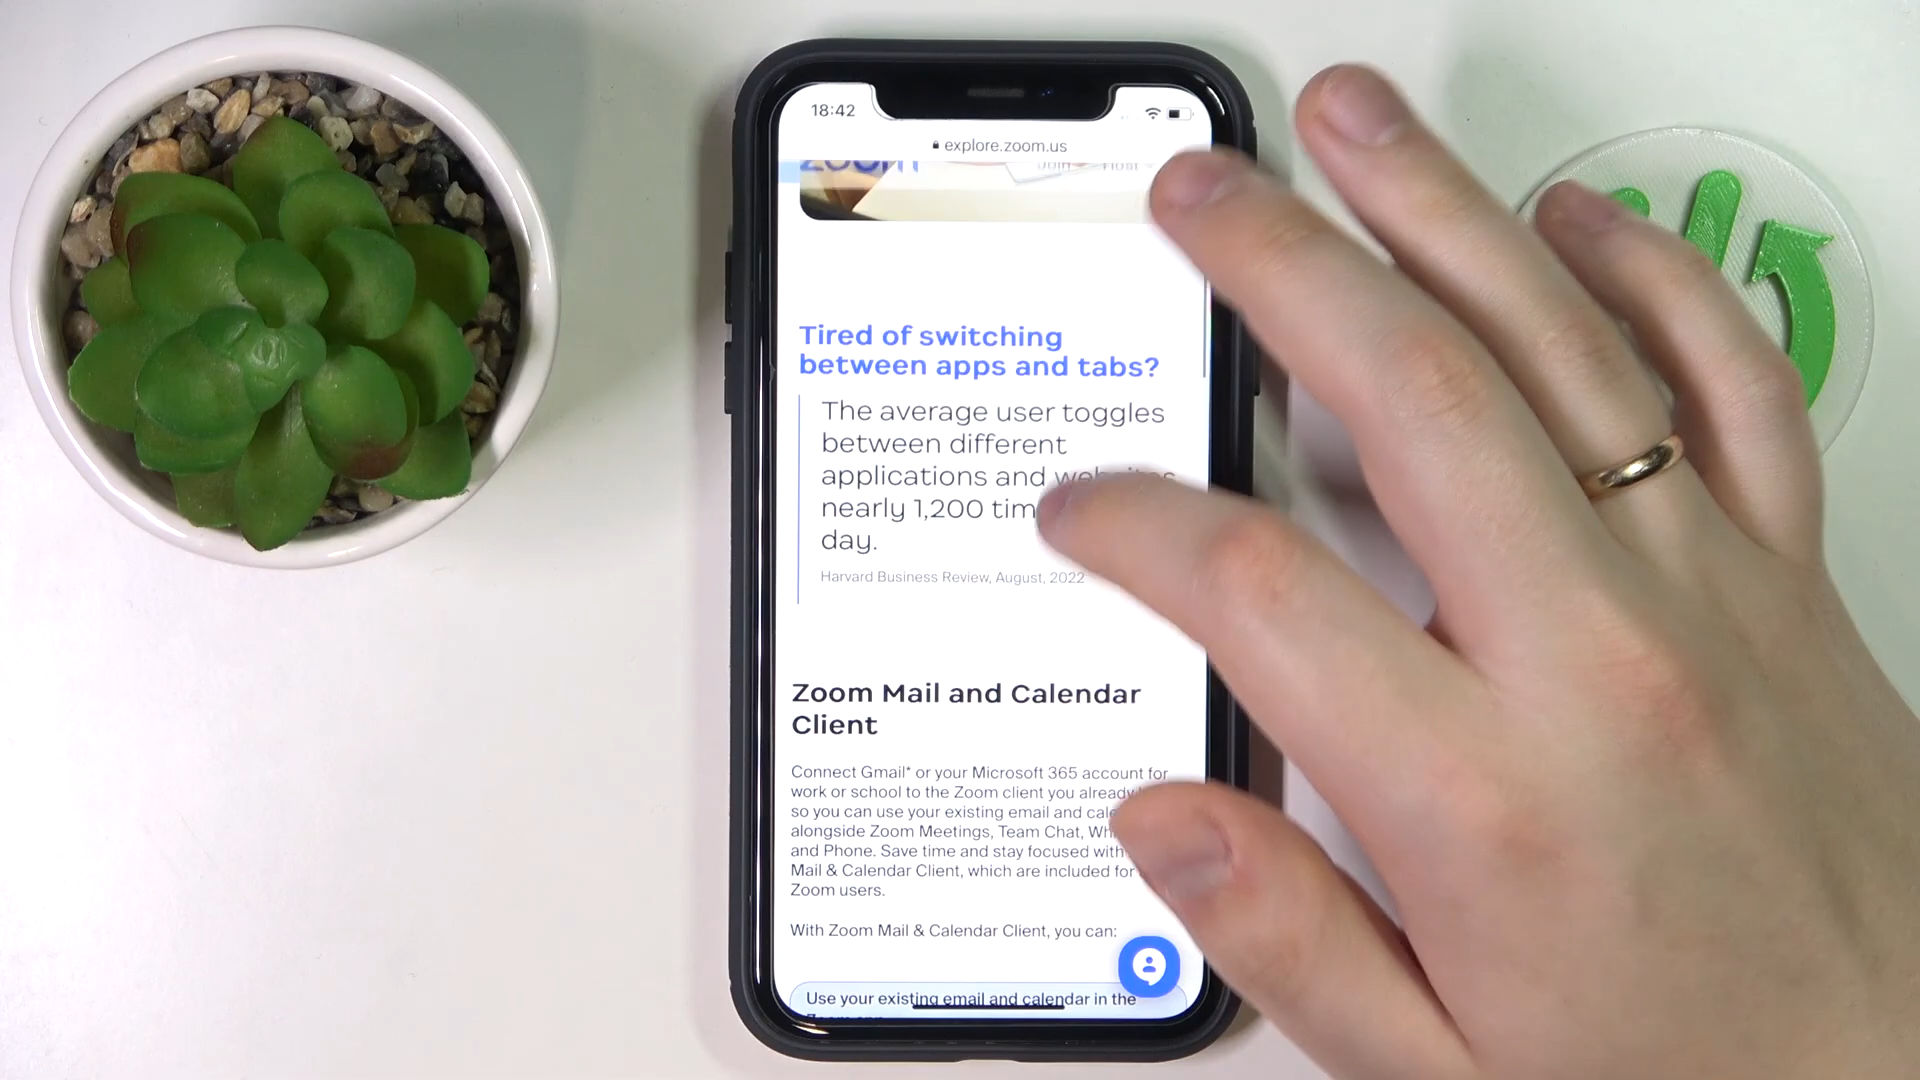 18:42
explore.zoom.us
zoom
Join Host
Tired of switching
between apps and tabs?
The average user toggles
between different
applications and websites
nearly 1,200
day.
Harvard Business Review, August, 2022
Zoom Mail and Calendar
Client
Connect Gmail* or your Microsoft 365 account for
work or school to the Zoom client you already
so you can use your existing email and
alongside Zoom Meetings, Team Chat,
and Phone. Save time and stay focused with
Mail & Calendar Client, which are included for
Zoom users.
With Zoom Mail & Calendar Client, you can:
Use your existing email and calendar in the